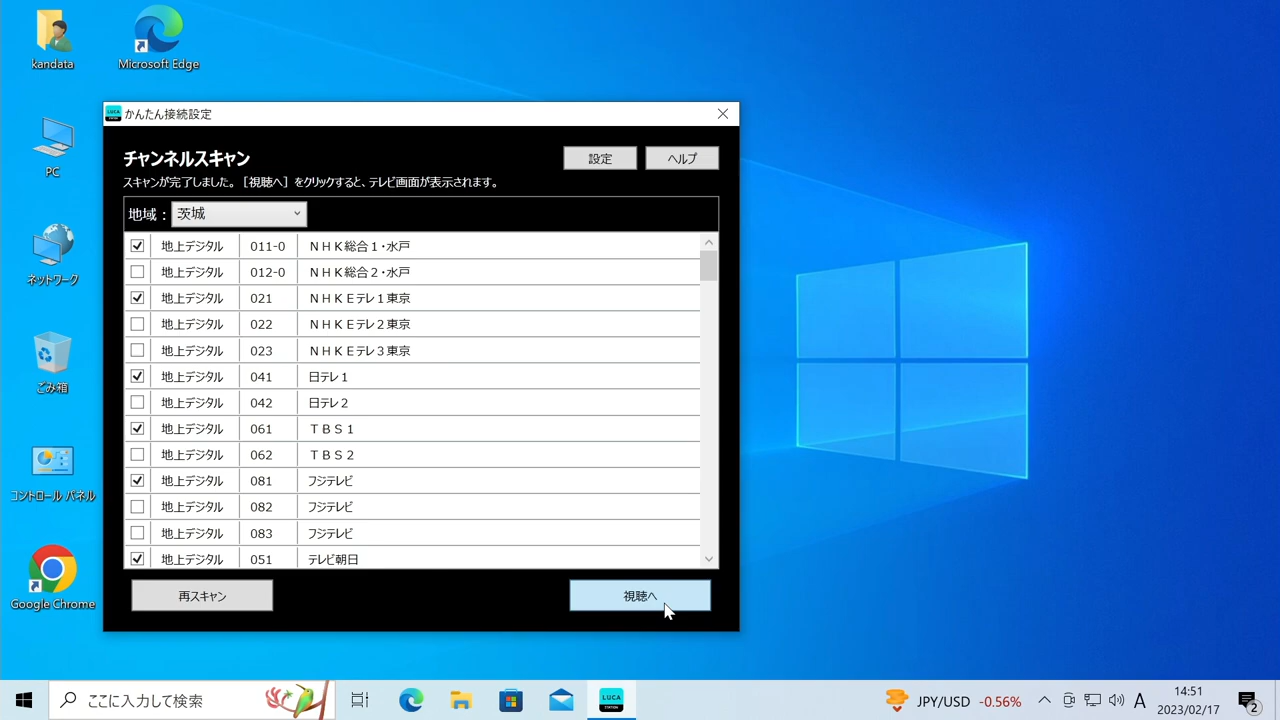 kandata
Microsoft Edge
PC
ネットワーク
ごみ箱
コントロール パネル
Google Chrome
LUCA
かんたん接続設定
チャンネルスキャン
設定
ヘルプ
スキャンが完了しました。［視聴へ］をクリックすると、テレビ画面が表示されます。
地域： 茨城
地上デジタル 011-0 ＮＨＫ総合１・水戸
地上デジタル 012-0 ＮＨＫ総合２・水戸
地上デジタル 021 ＮＨＫＥテレ１東京
地上デジタル 022 ＮＨＫＥテレ２東京
地上デジタル 023 ＮＨＫＥテレ３東京
地上デジタル 041 日テレ１
地上デジタル 042 日テレ２
地上デジタル 061 ＴＢＳ１
地上デジタル 062 ＴＢＳ２
地上デジタル 081 フジテレビ
地上デジタル 082 フジテレビ
地上デジタル 083 フジテレビ
地上デジタル 051 テレビ朝日
再スキャン
視聴へ
ここに入力して検索
LUCA
STATION
JPY/USD -0.56%
A
14:51
2023/02/17
2